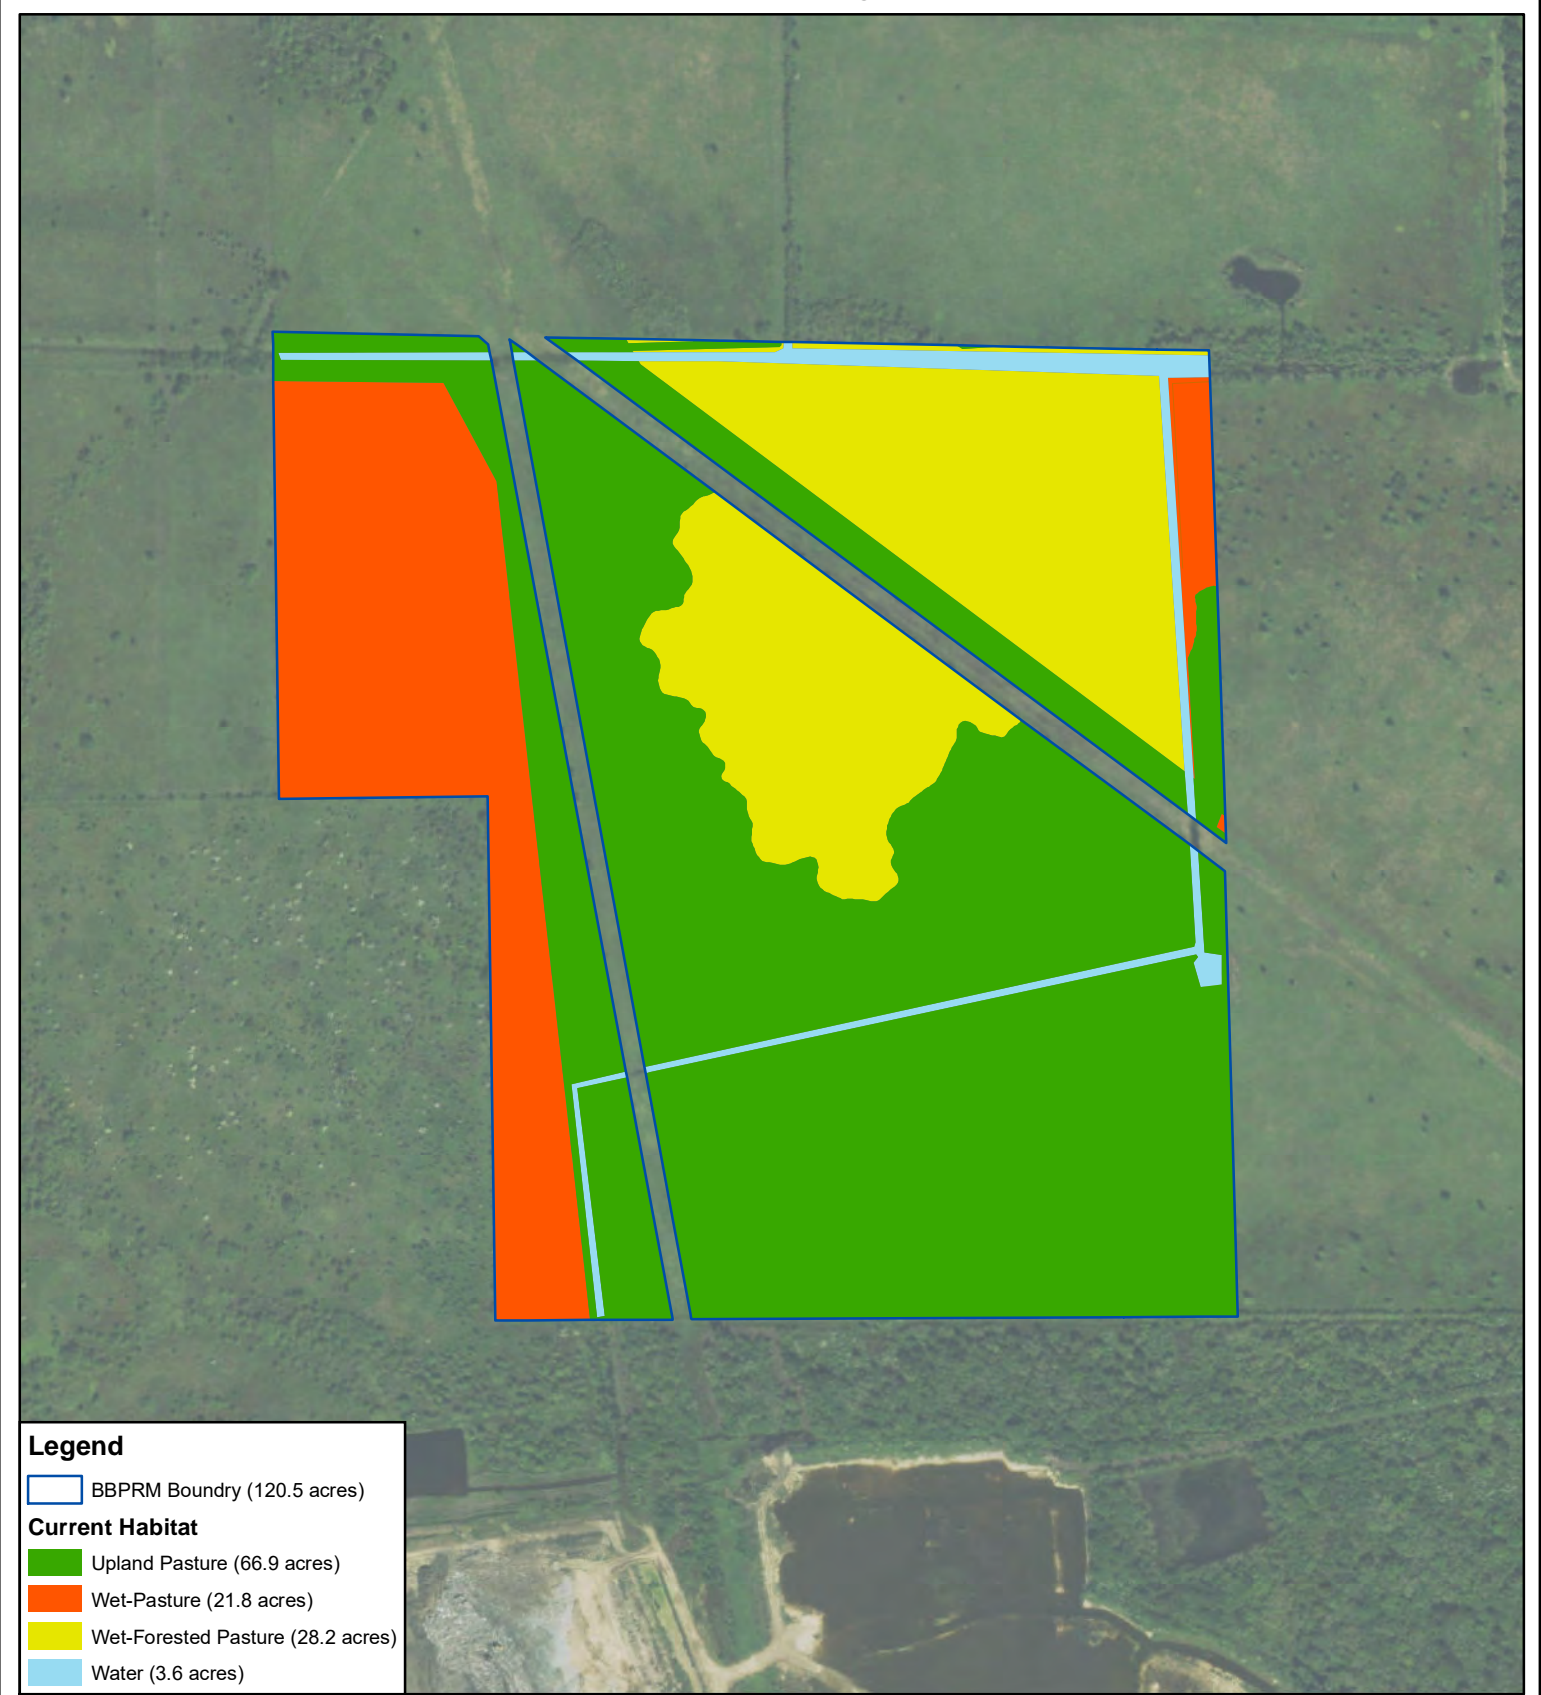 Legend
BBPRM Boundry (120.5 acres)
Current Habitat
Upland Pasture (66.9 acres)
Wet-Pasture (21.8 acres)
Wet-Forested Pasture (28.2 acres)
Water (3.6 acres)